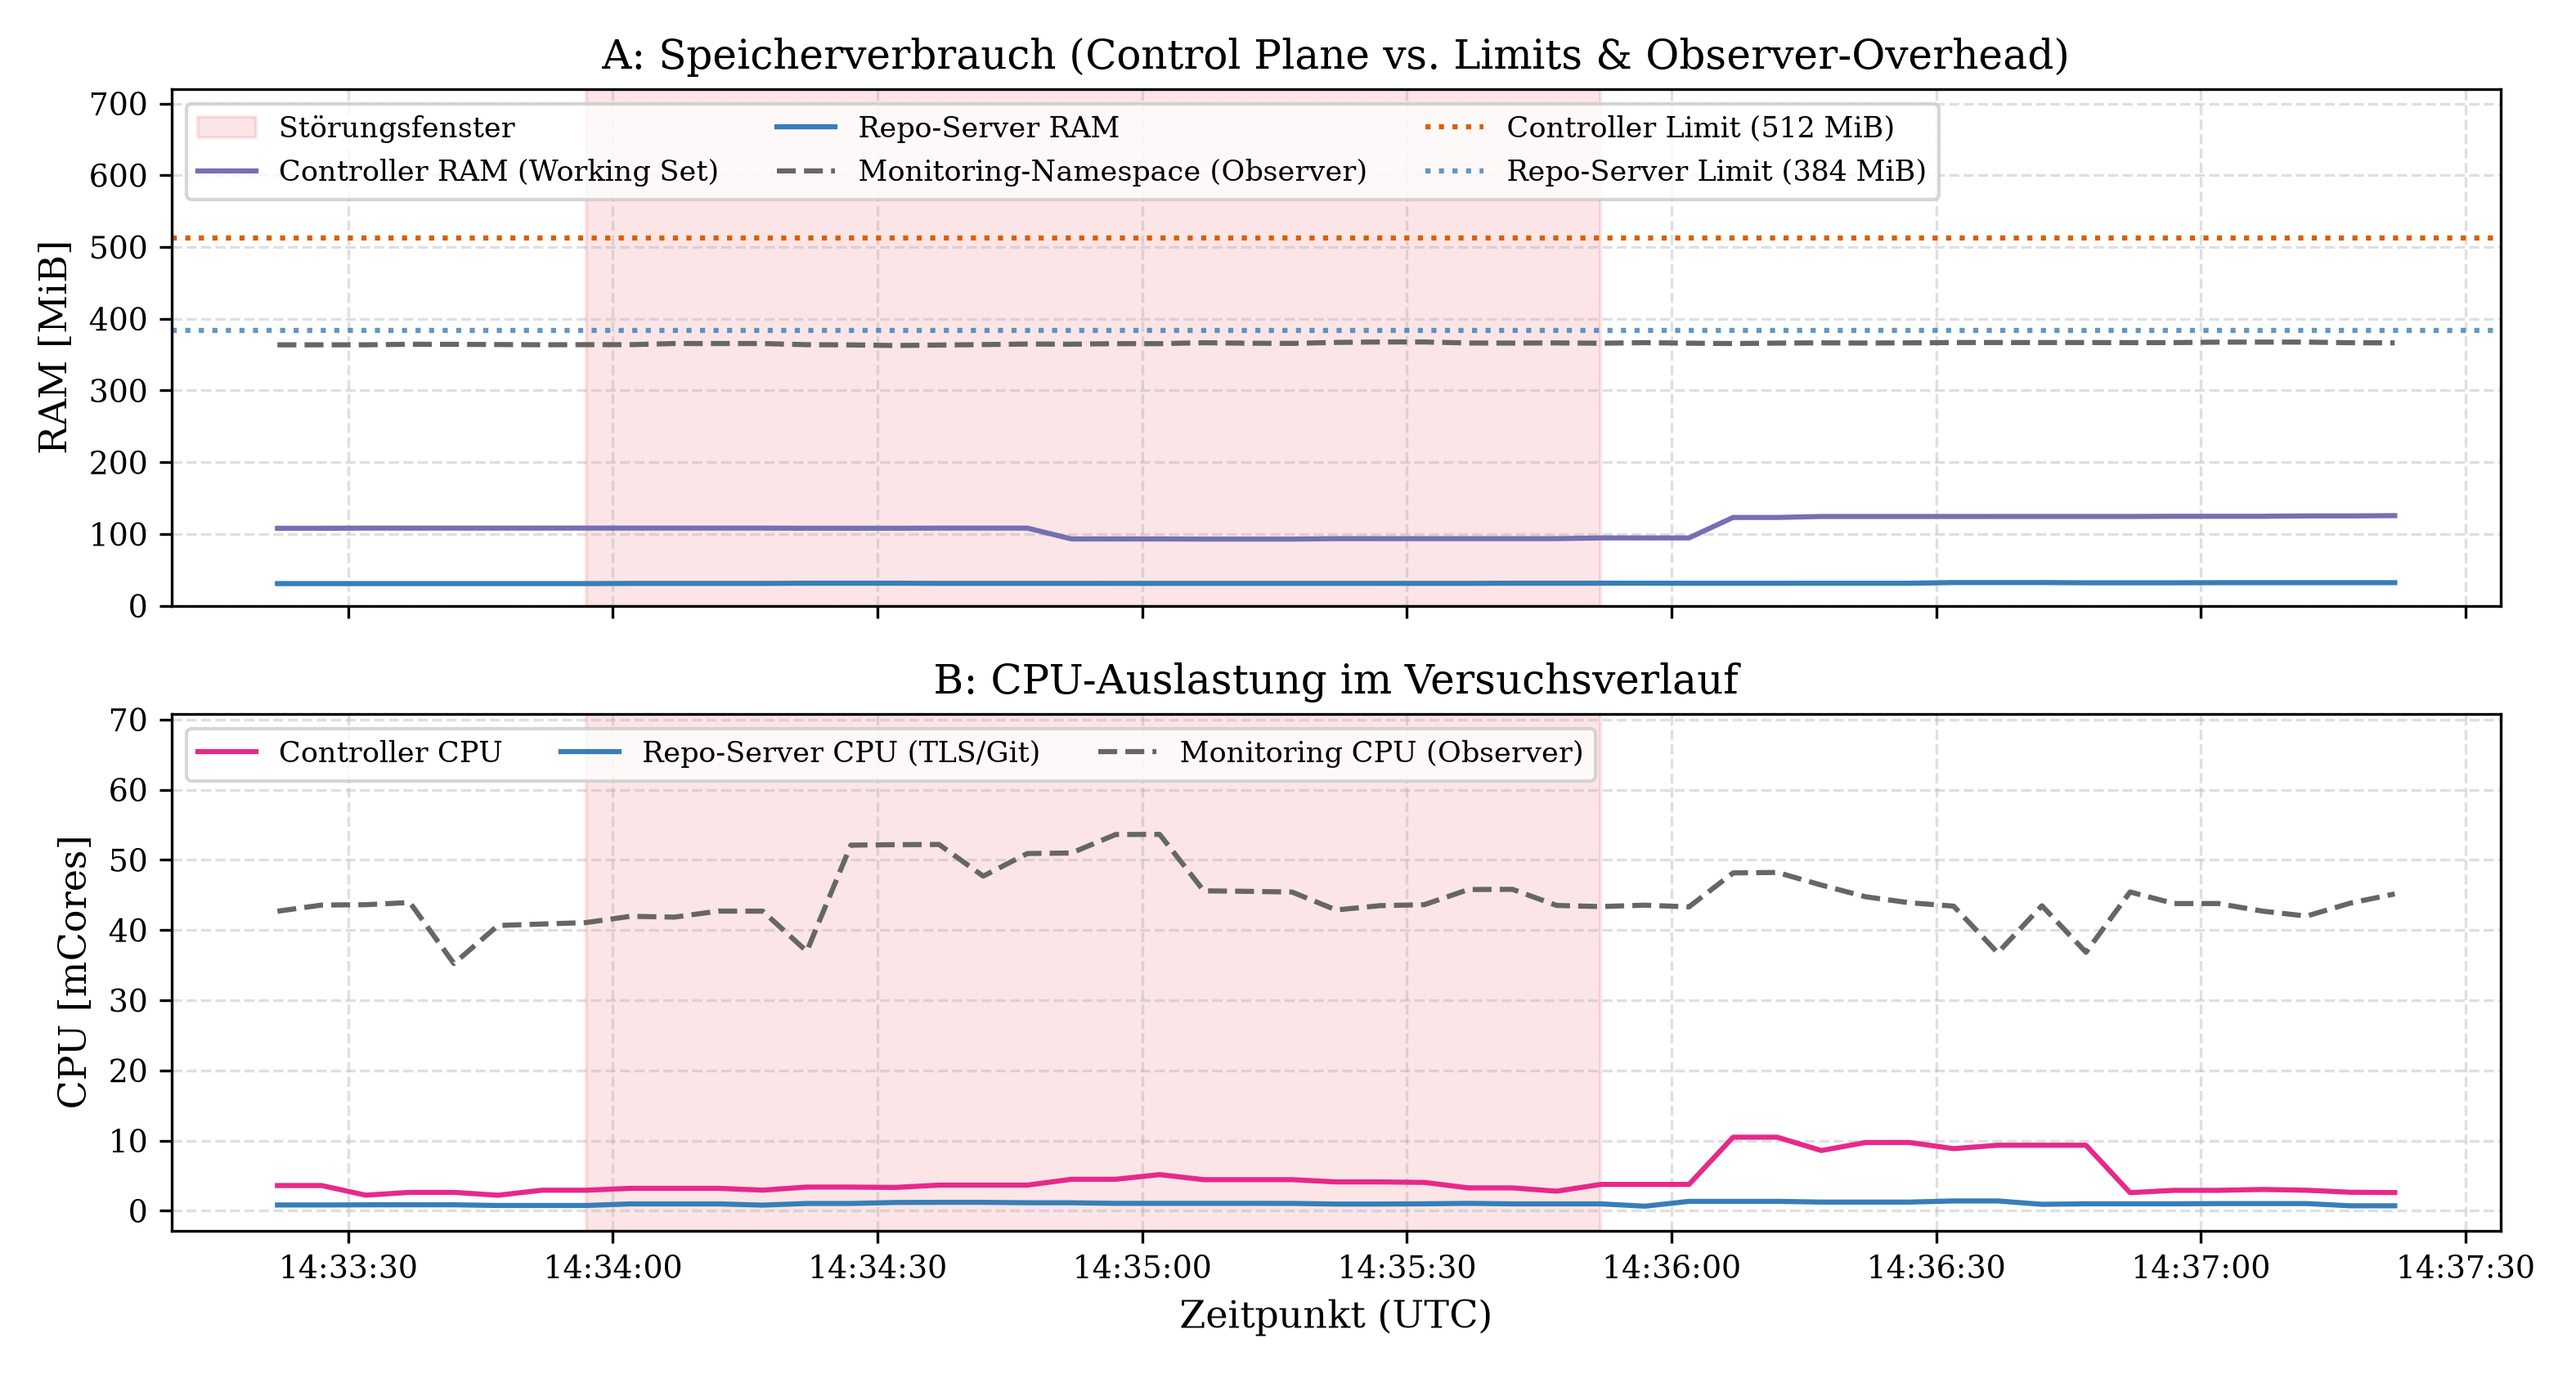 A: Speicherverbrauch (Control Plane vs. Limits & Observer-Overhead)
700
600
500
400
300
200
100
0
RAM [MiB]
Störungsfenster
Controller RAM (Working Set)
Repo-Server RAM
Monitoring-Namespace (Observer)
Controller Limit (512 MiB)
Repo-Server Limit (384 MiB)
B: CPU-Auslastung im Versuchsverlauf
70
60
50
40
30
20
10
0
CPU [mCores]
Controller CPU
Repo-Server CPU (TLS/Git)
Monitoring CPU (Observer)
14:33:30
14:34:00
14:34:30
14:35:00
14:35:30
14:36:00
14:36:30
14:37:00
14:37:30
Zeitpunkt (UTC)